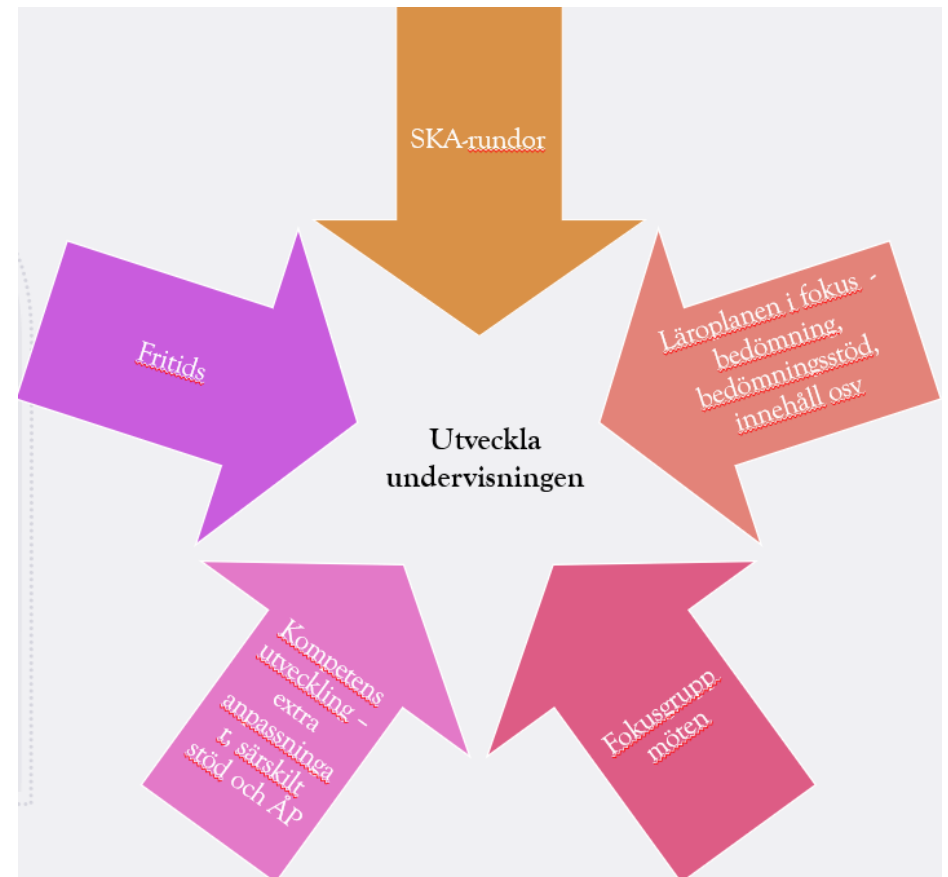 SKA-rundor
Läroplanen i fokus -
bedömning,
bedömningsstöd,
innehåll osv
Fokusgrupp
möten
Kompetens
utveckling –
extra
anpassninga
r, särskilt
stöd och ÅP
Fritids
Utveckla
undervisningen